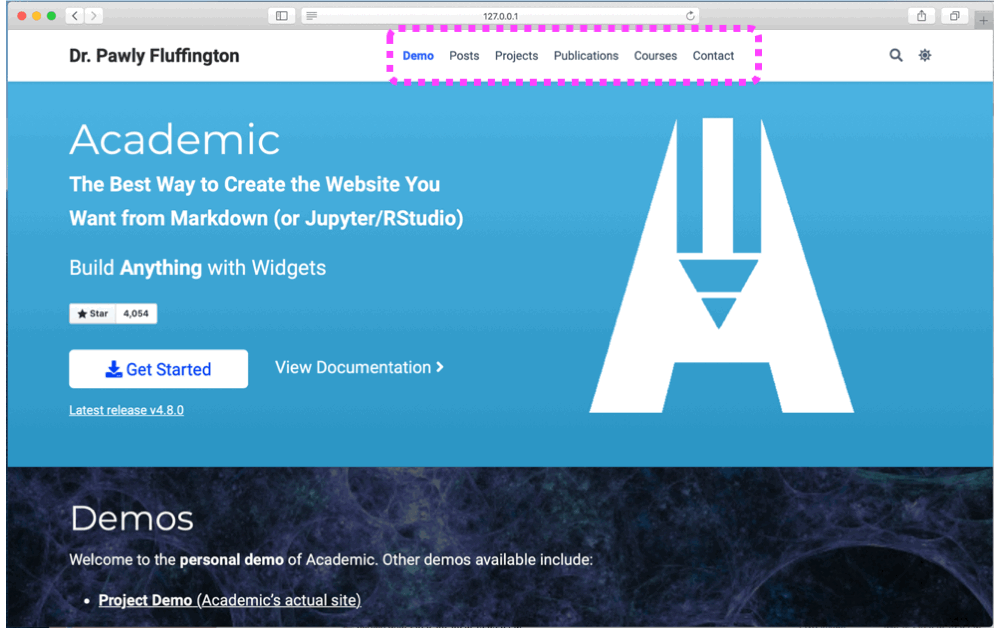 127.0.0.1
Dr. Pawly Fluffington
Demo Posts Projects Publications Courses Contact
Academic
The Best Way to Create the Website You
Want from Markdown (or Jupyter/RStudio)
Build Anything with Widgets
Star 4,054
Get Started
View Documentation
Latest release v4.8.0
Demos
Welcome to the personal demo of Academic. Other demos available include:
• Project Demo (Academic’s actual site)